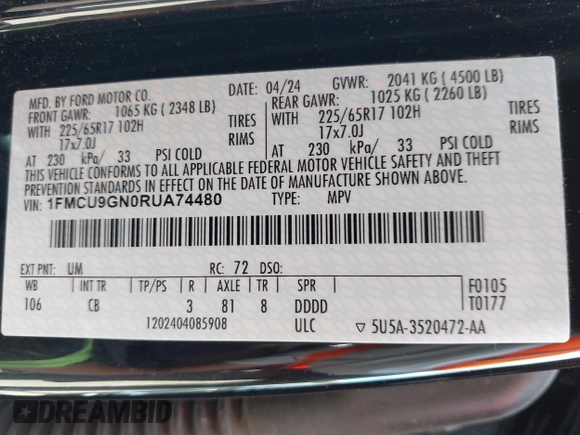 MFD. BY FORD MOTOR CO.
DATE: 04/24 GVWR: 2041 KG ( 4500 LB)
FRONT GAWR: 1065 KG ( 2348 LB)
REAR GAWR: 1025 KG ( 2260 LB)
WITH 225/65R17 102H TIRES
WITH 225/65R17 102H TIRES
17x7.0J RIMS
17x7.0J RIMS
AT 230 kPa/ 33 PSI COLD
AT 230 kPa/ 33 PSI COLD
THIS VEHICLE CONFORMS TO ALL APPLICABLE FEDERAL MOTOR VEHICLE SAFETY AND THEFT
PREVENTION STANDARDS IN EFFECT ON THE DATE OF MANUFACTURE SHOWN ABOVE.
VIN: 1FMCU9GN0RUA74480 TYPE: MPV
EXT PNT: UM RC: 72 DSO:
WB INT TR TP/PS R AXLE TR SPR
106 CB 3 81 8 DDDD
F0105
T0177
1202404085908 ULC ▽ 5U5A-3520472-AA
DREAMBID